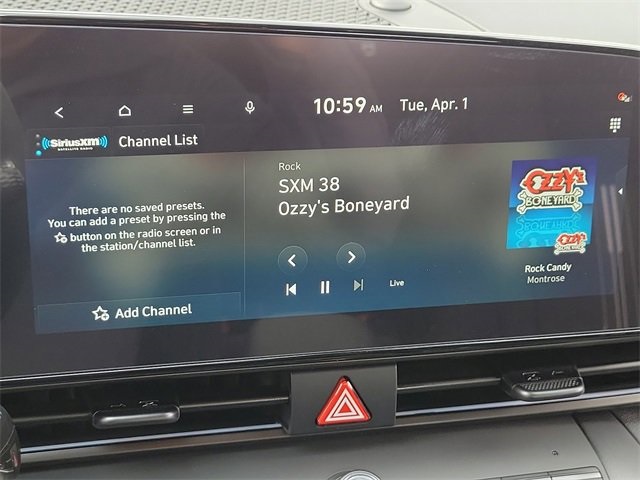 10:59 AM Tue, Apr. 1
((SiriusXM))
SATELLITE RADIO
Channel List
There are no saved presets.
You can add a preset by pressing the
button on the radio screen or in
the station/channel list.
Add Channel
Rock
SXM 38
Ozzy's Boneyard
Live
OZZY'S
BONEYARD
Rock Candy
Montrose